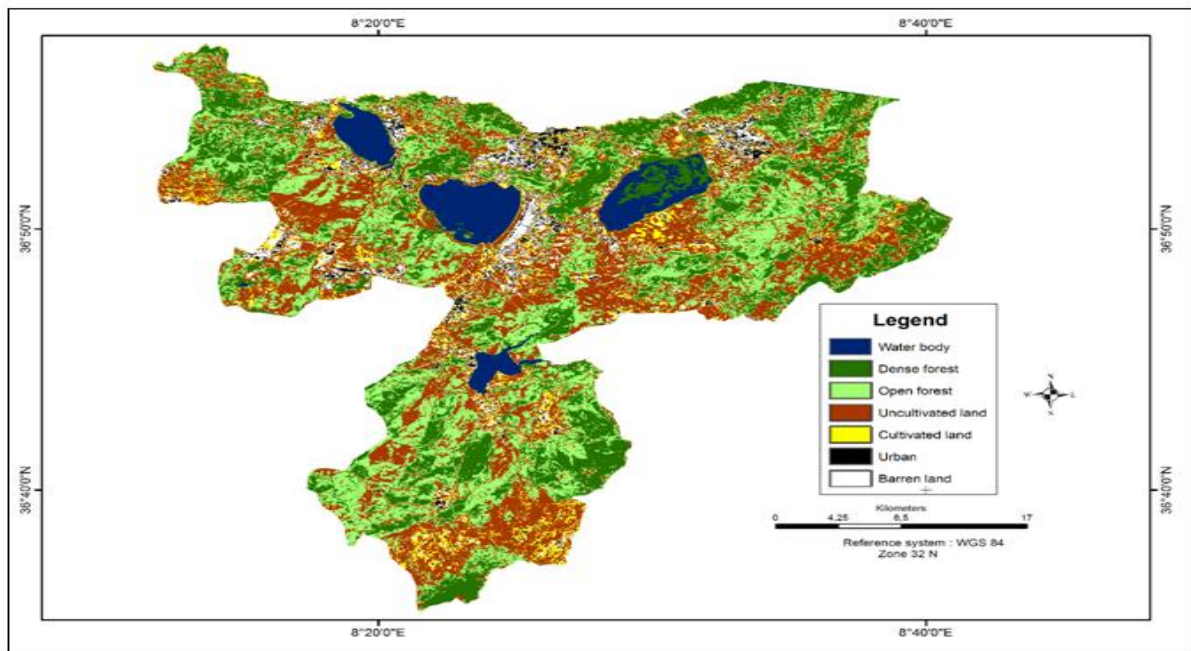 8°20'0"E 8°40'0"E
36°50'0"N 36°50'0"N
Legend
Water body
Dense forest
Open forest
Uncultivated land
Cultivated land
Urban
Barren land
N
W E
S
36°40'0"N 36°40'0"N
Kilometers
0 4,25 8,5 17
Reference system : WGS 84
Zone 32 N
8°20'0"E 8°40'0"E